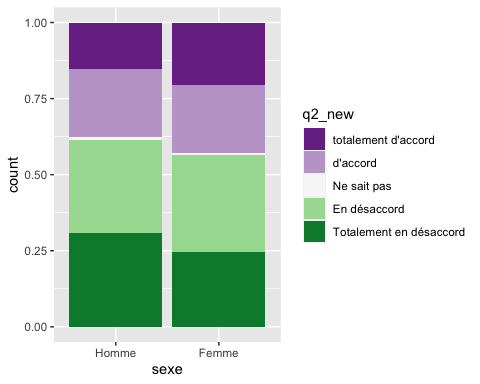 1.00
0.75
0.50
0.25
0.00
count
Homme
Femme
sexe
q2_new
totalement d'accord
d'accord
Ne sait pas
En désaccord
Totalement en désaccord